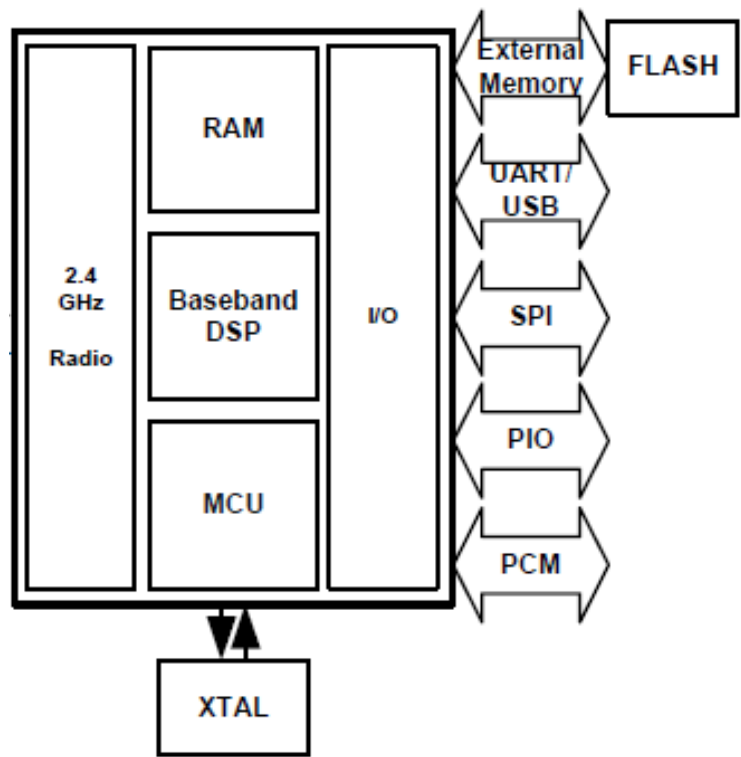 External
Memory
FLASH
RAM
UART/
USB
2.4
GHz
Radio
Baseband
DSP
I/O
SPI
PIO
MCU
PCM
XTAL